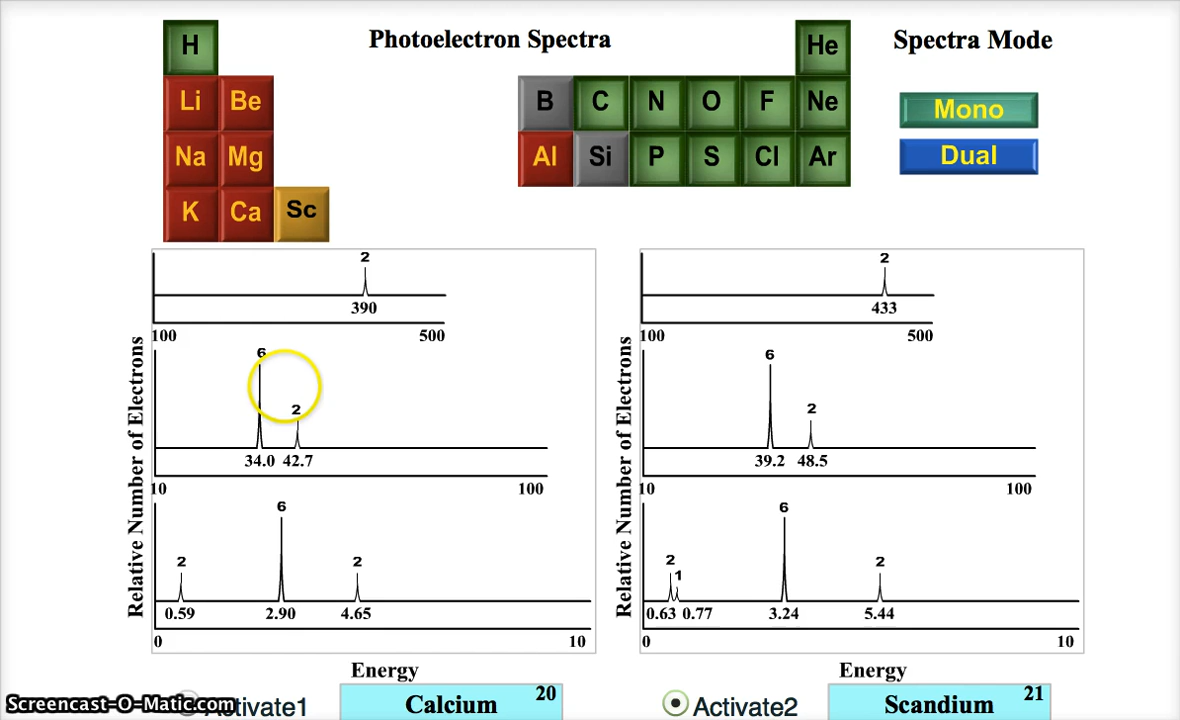 H
Photoelectron Spectra
He
Spectra Mode
Li Be
B C N O F Ne
Mono
Na Mg
Al Si P S Cl Ar
Dual
K Ca Sc
2
390
100 500
6
2
34.0 42.7
10 100
6
2
2
0.59 2.90 4.65
0 10
Relative Number of Electrons
Energy
2
433
100 500
6
2
39.2 48.5
10 100
6
2
1
2
0.63 0.77 3.24 5.44
0 10
Relative Number of Electrons
Energy
Activate1
Calcium 20
Activate2
Scandium 21
Screencast-O-Matic.com